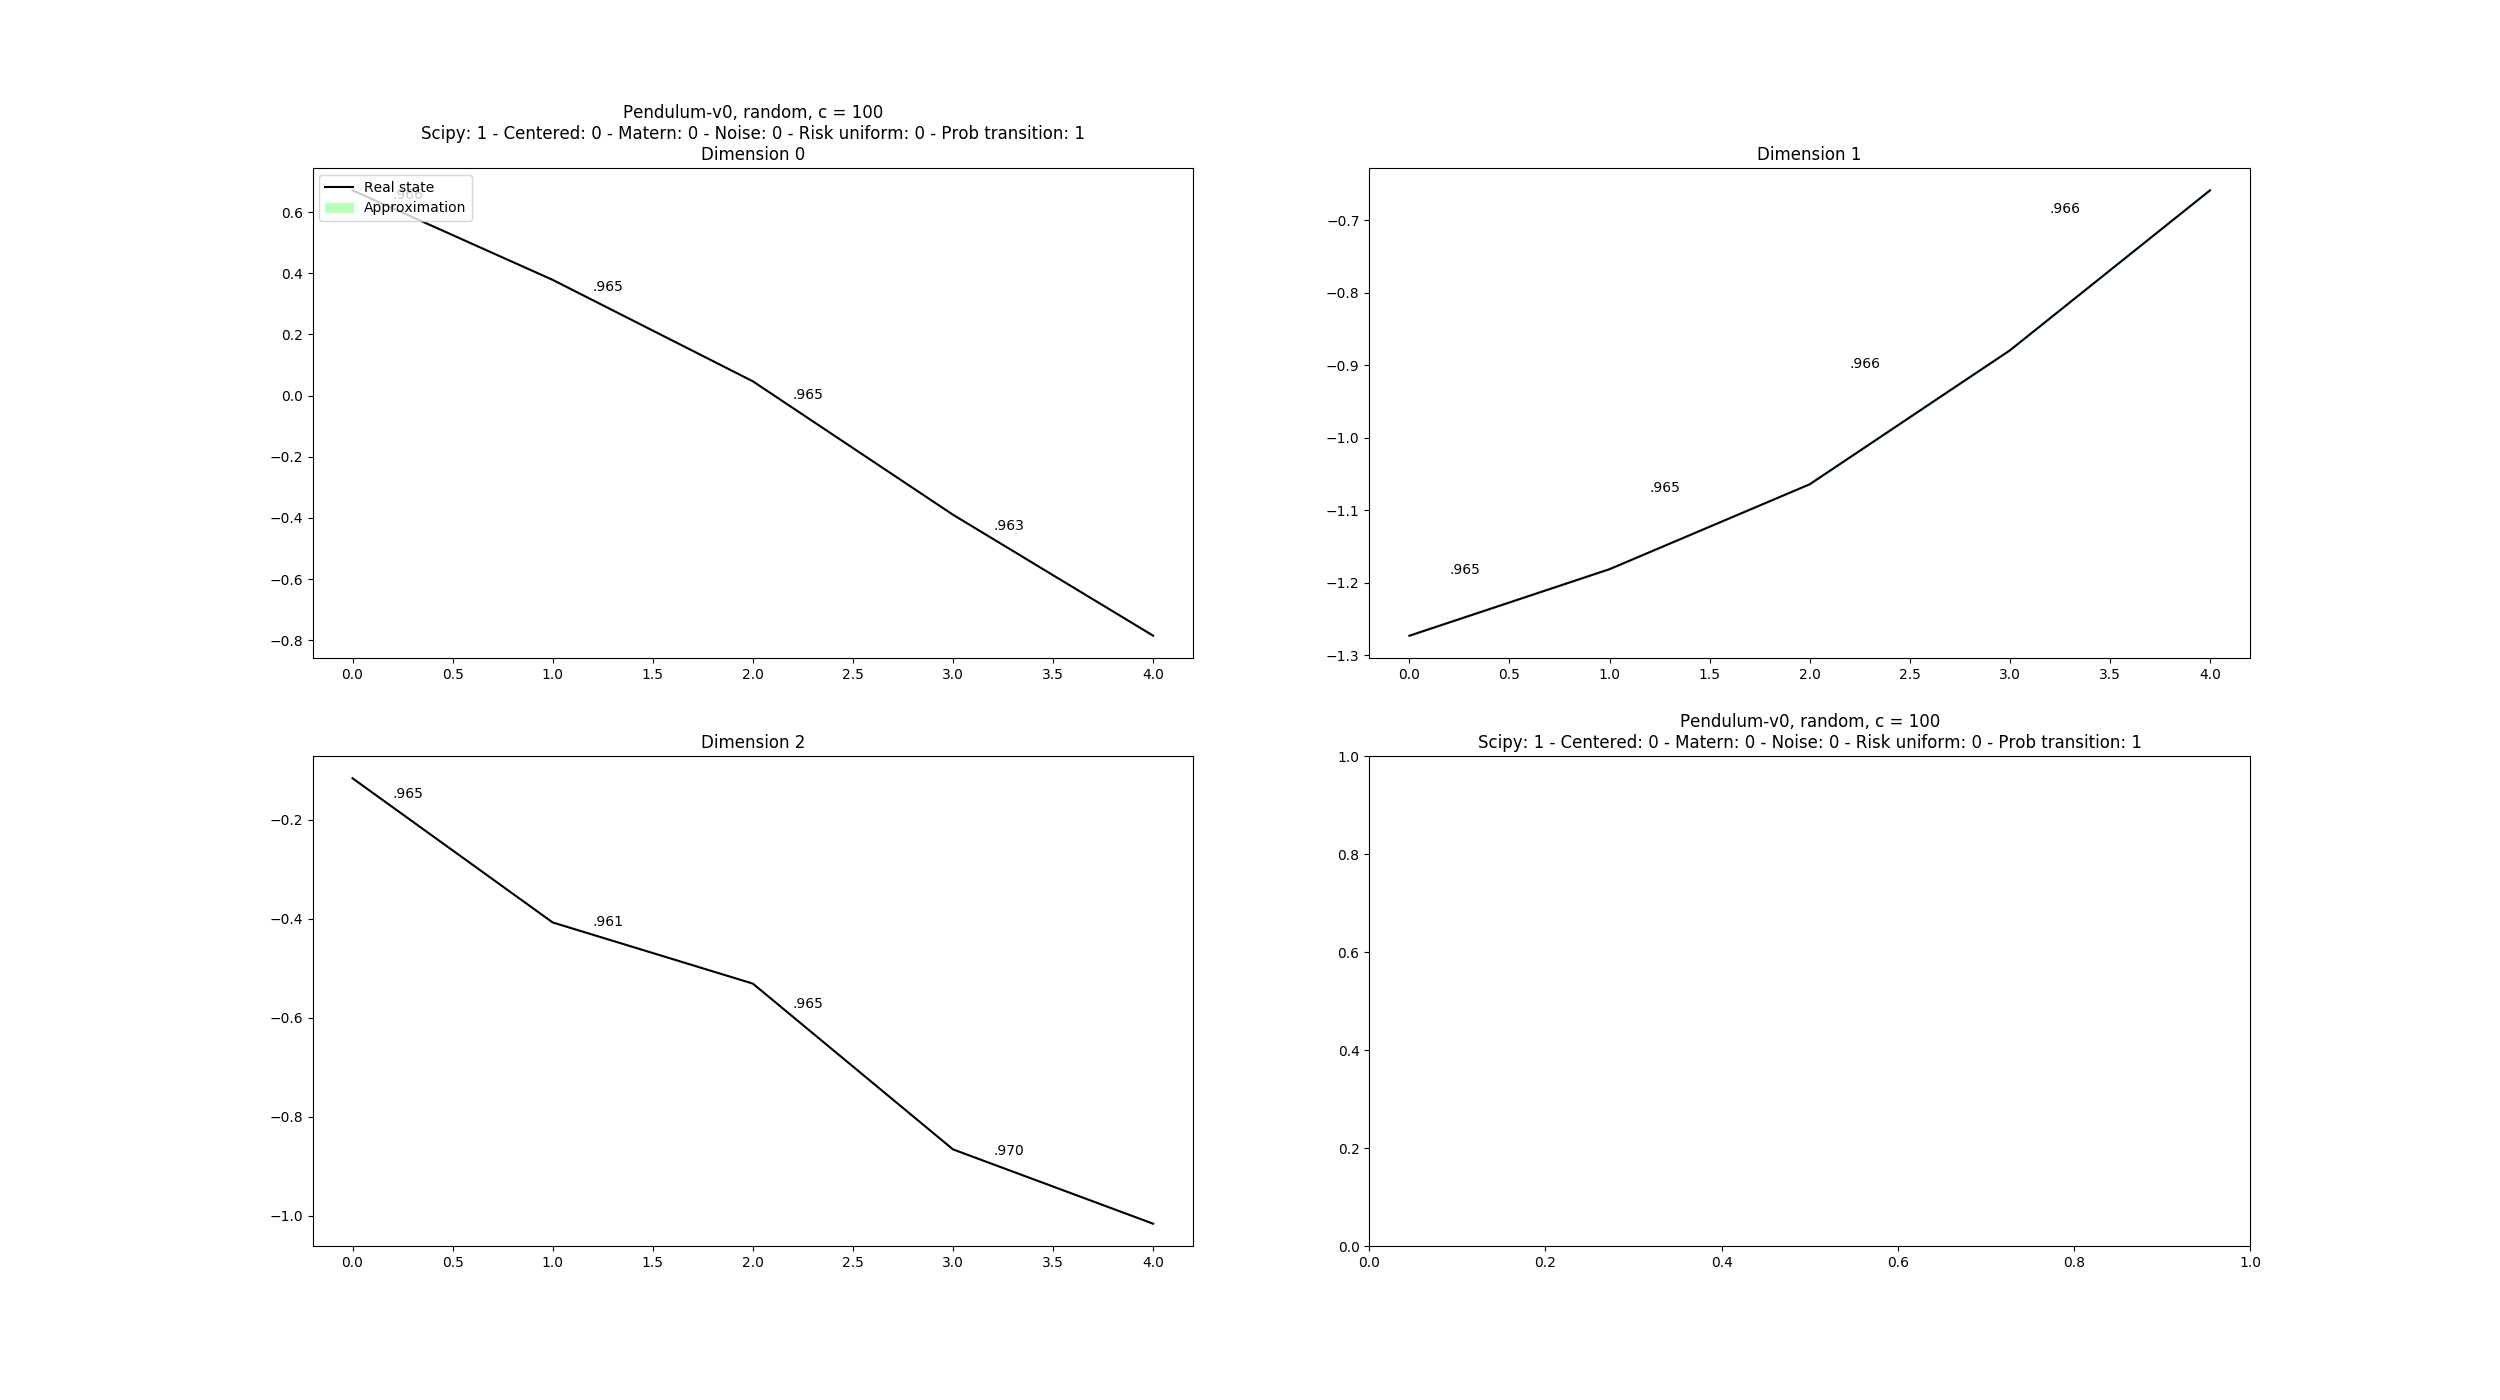 Pendulum-v0, random, c = 100
Scipy: 1 - Centered: 0 - Matern: 0 - Noise: 0 - Risk uniform: 0 - Prob transition: 1
Dimension 0
Real state
Approximation
0.6
0.4
0.2
0.0
−0.2
−0.4
−0.6
−0.8
.965
.965
.963
0.0 0.5 1.0 1.5 2.0 2.5 3.0 3.5 4.0
Dimension 1
−0.7
−0.8
−0.9
−1.0
−1.1
−1.2
−1.3
.966
.966
.965
.965
0.0 0.5 1.0 1.5 2.0 2.5 3.0 3.5 4.0
Dimension 2
−0.2
−0.4
−0.6
−0.8
−1.0
.965
.961
.965
.970
0.0 0.5 1.0 1.5 2.0 2.5 3.0 3.5 4.0
Pendulum-v0, random, c = 100
Scipy: 1 - Centered: 0 - Matern: 0 - Noise: 0 - Risk uniform: 0 - Prob transition: 1
1.0
0.8
0.6
0.4
0.2
0.0
0.0 0.2 0.4 0.6 0.8 1.0